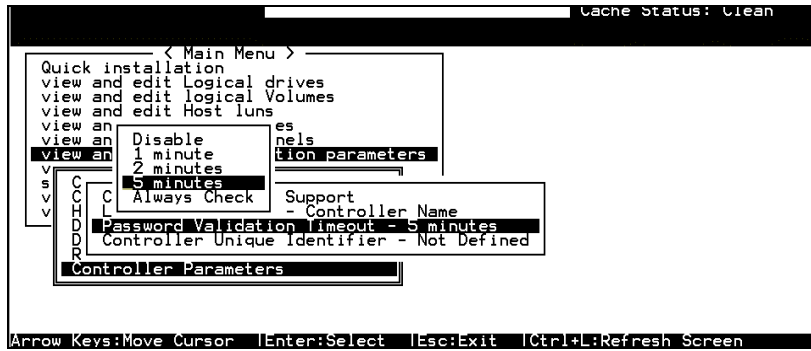 Cache Status: Clean
< Main Menu >
Quick installation
view and edit Logical drives
view and edit logical Volumes
view and edit Host luns
view an es
view an nels
view an tion parameters
v
s
v
v
Disable
1 minute
2 minutes
5 minutes
Always Check
C
C
H
D
D
R
Controller Parameters
C Support
L - Controller Name
Password Validation Timeout - 5 minutes
Controller Unique Identifier - Not Defined
Arrow Keys:Move Cursor |Enter:Select |Esc:Exit |Ctrl+L:Refresh Screen